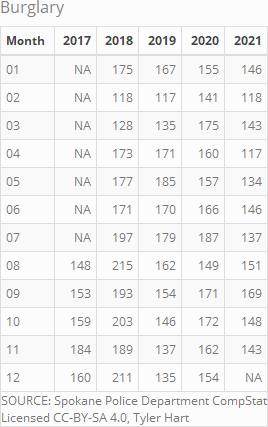 Burglary
Month 2017 2018 2019 2020 2021
01 NA 175 167 155 146
02 NA 118 117 141 118
03 NA 128 135 175 143
04 NA 173 171 160 117
05 NA 177 185 157 134
06 NA 171 170 166 146
07 NA 197 179 187 137
08 148 215 162 149 151
09 153 193 154 171 169
10 159 203 146 172 148
11 184 189 137 162 143
12 160 211 135 154 NA
SOURCE: Spokane Police Department CompStat
Licensed CC-BY-SA 4.0, Tyler Hart